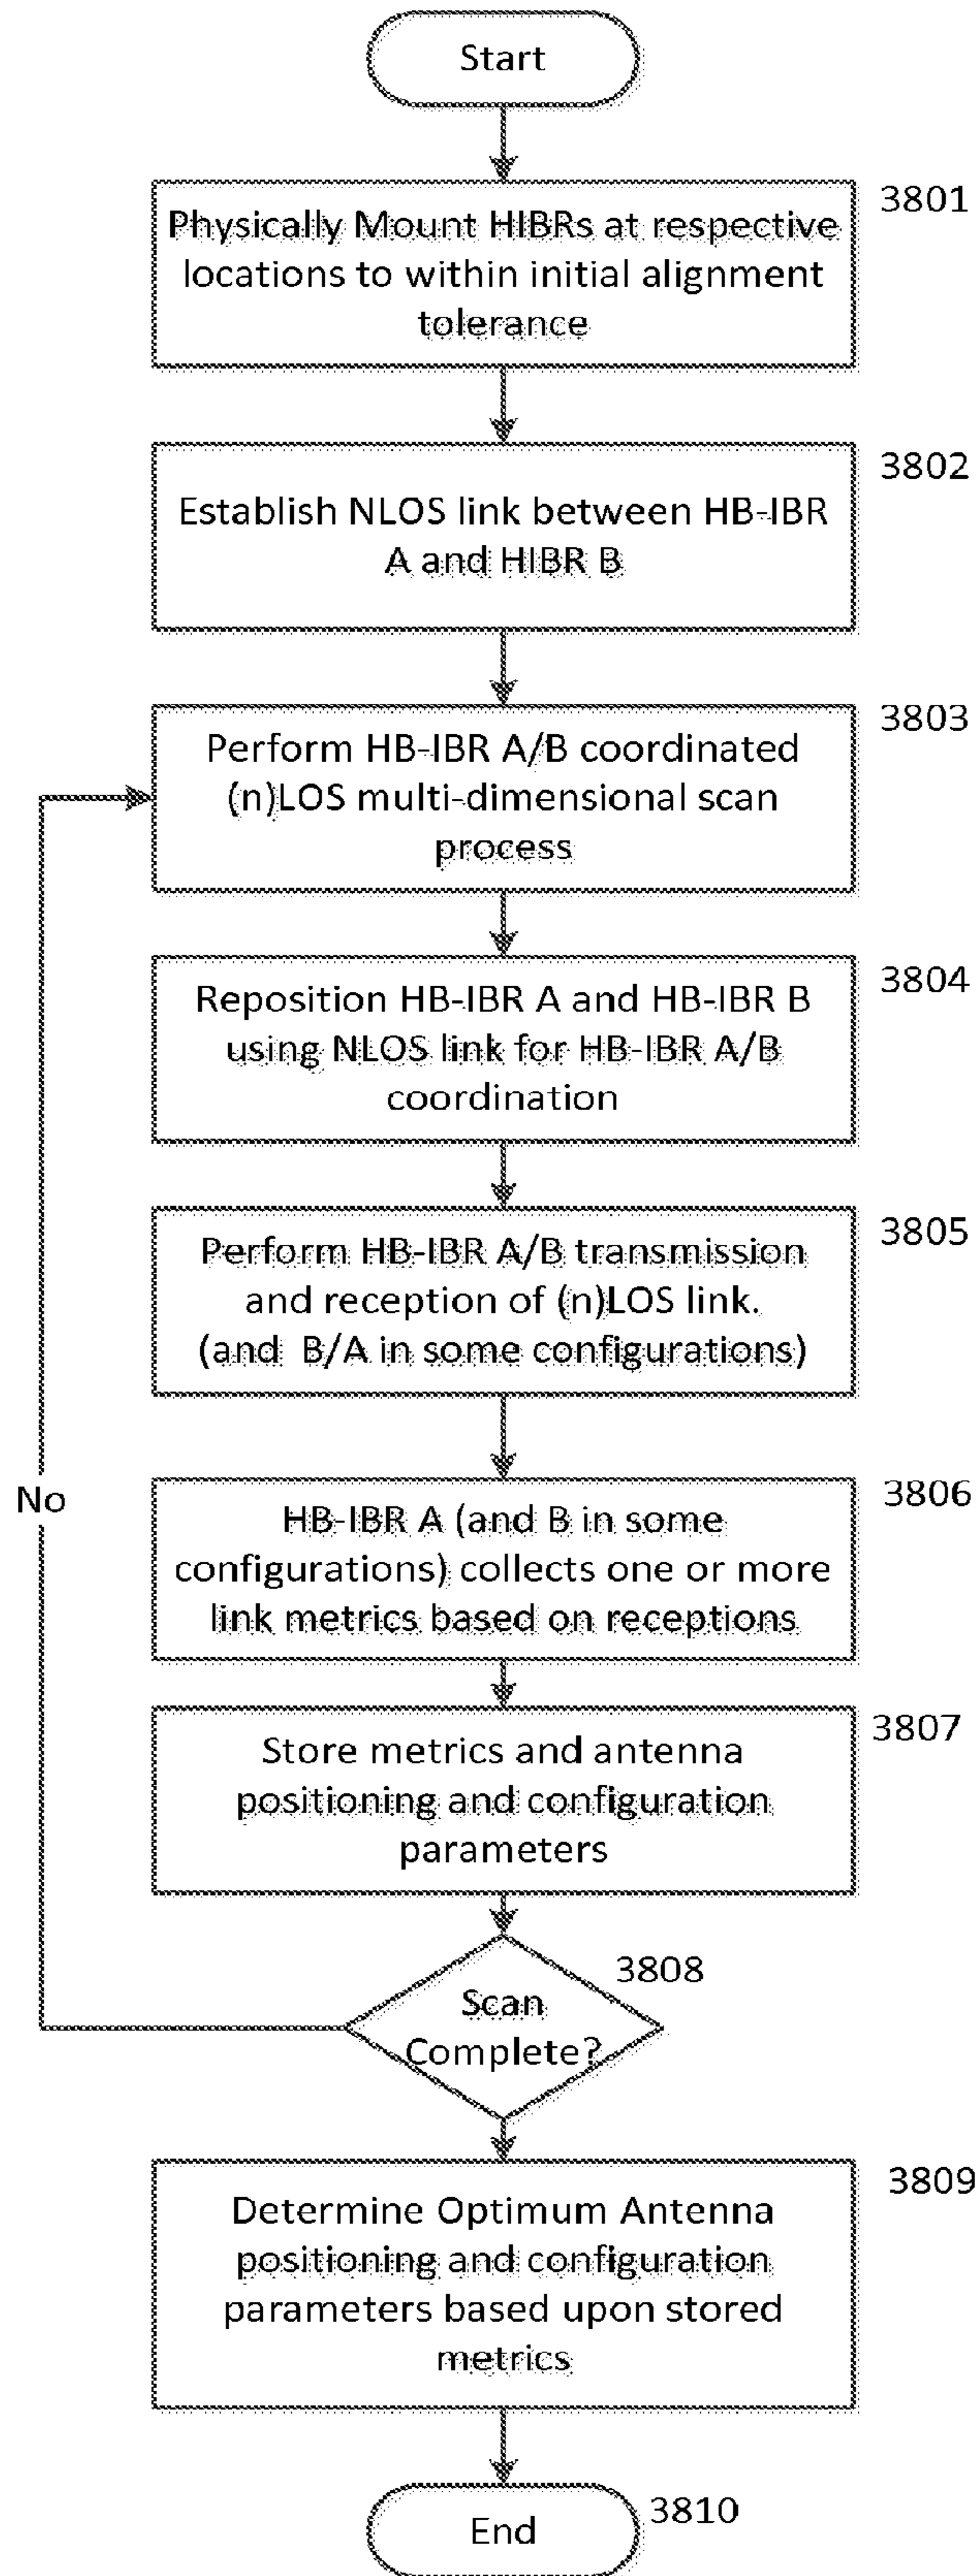 Start
3801
Physically Mount HIBRs at respective
locations to within initial alignment
tolerance
3802
Establish NLOS link between HB-IBR
A and HIBR B
3803
Perform HB-IBR A/B coordinated
(n)LOS multi-dimensional scan
process
3804
Reposition HB-IBR A and HB-IBR B
using NLOS link for HB-IBR A/B
coordination
3805
Perform HB-IBR A/B transmission
and reception of (n)LOS link.
(and B/A in some configurations)
No
3806
HB-IBR A (and B in some
configurations) collects one or more
link metrics based on receptions
3807
Store metrics and antenna
positioning and configuration
parameters
3808
Scan
Complete?
3809
Determine Optimum Antenna
positioning and configuration
parameters based upon stored
metrics
3810
End